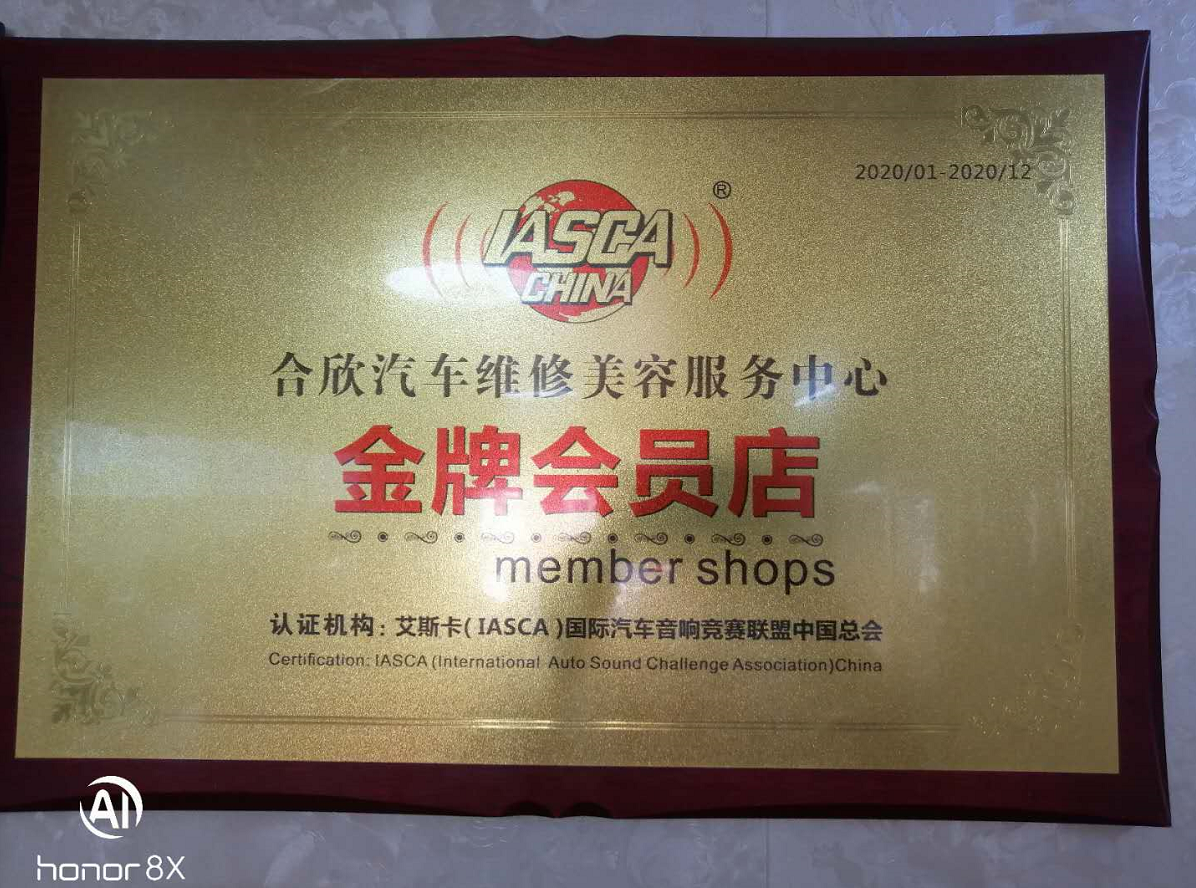 2020/01-2020/12
®
IASCA
CHINA
合欣汽车维修美容服务中心
金牌会员店
member shops
认证机构：艾斯卡(IASCA)国际汽车音响竞赛联盟中国总会
Certification: IASCA (International Auto Sound Challenge Association)China
AI
honor 8X